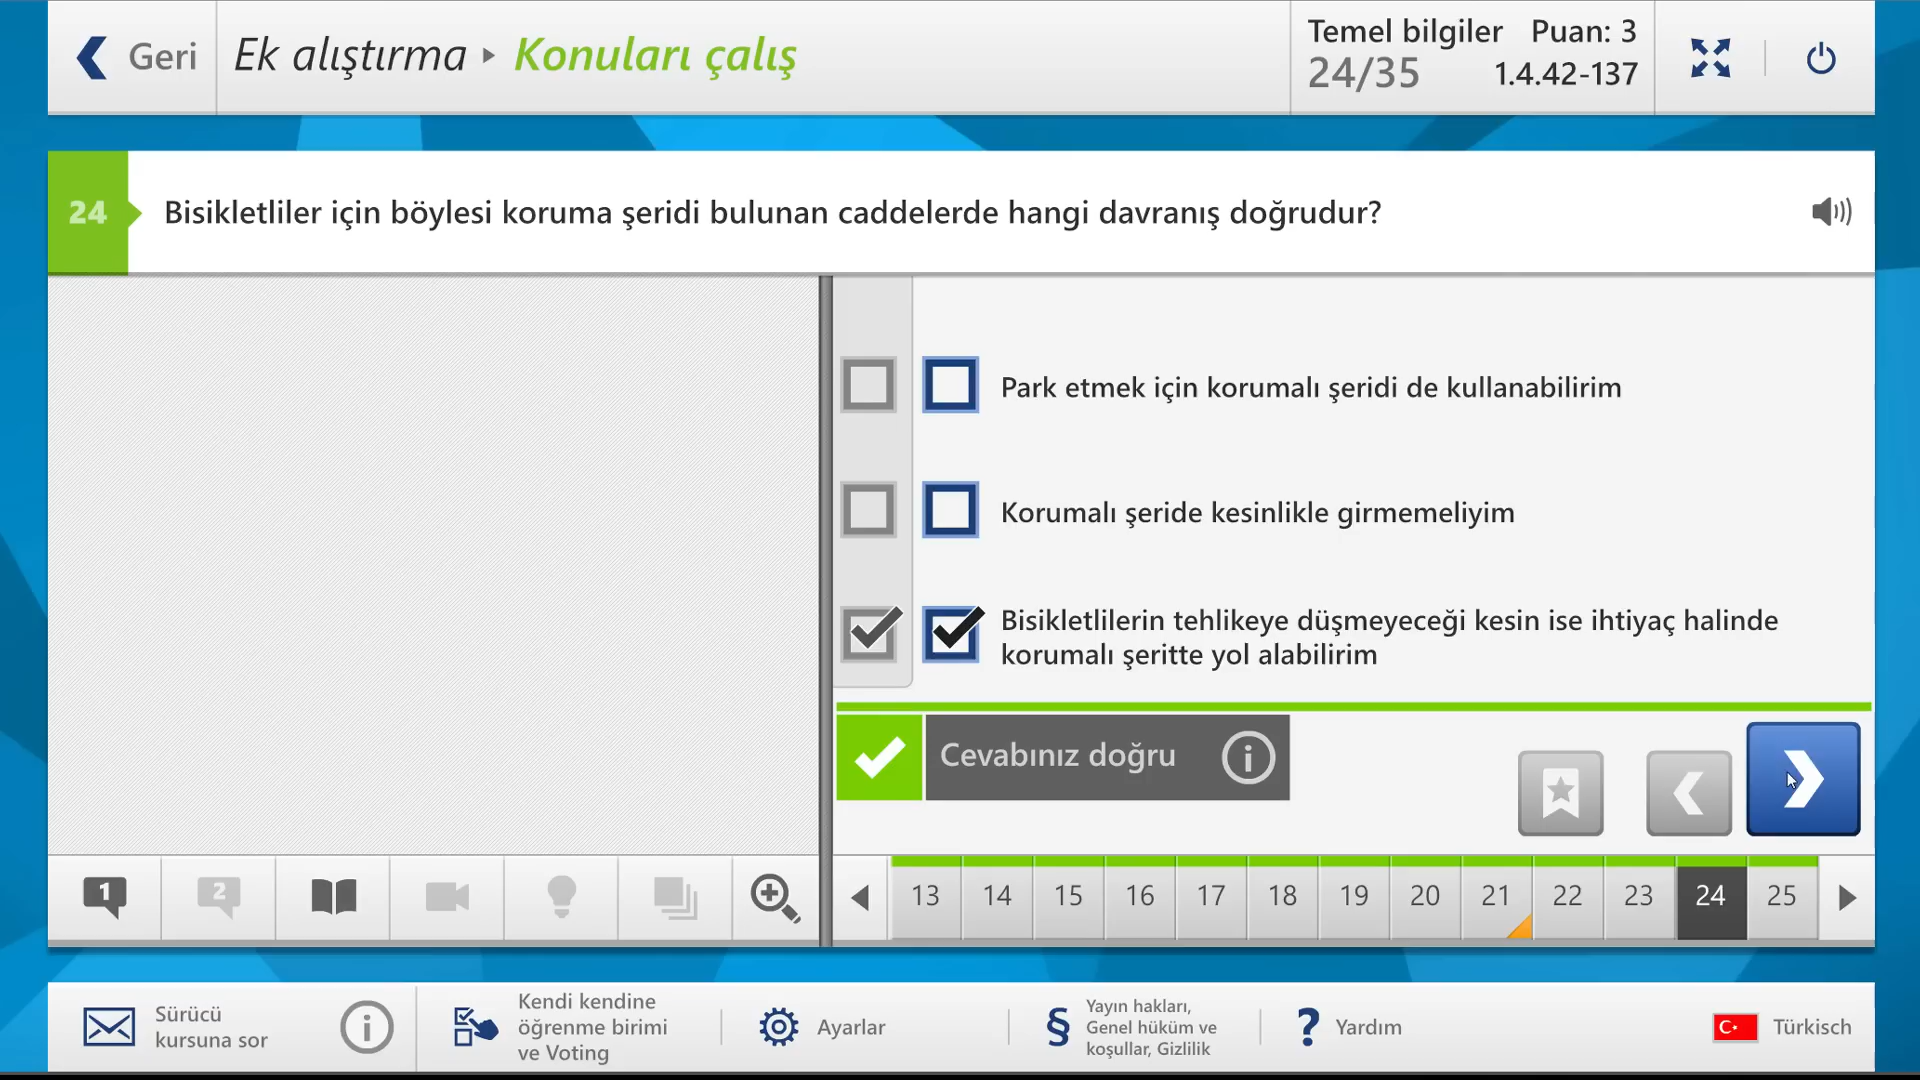 Geri
Ek alıştırma ▸ Konuları çalış
Temel bilgiler Puan: 3
24/35 1.4.42-137
24
Bisikletliler için böylesi koruma şeridi bulunan caddelerde hangi davranış doğrudur?
Park etmek için korumalı şeridi de kullanabilirim
Korumalı şeride kesinlikle girmemeliyim
Bisikletlilerin tehlikeye düşmeyeceği kesin ise ihtiyaç halinde
korumalı şeritte yol alabilirim
Cevabınız doğru
1 2
13 14 15 16 17 18 19 20 21 22 23 24 25
Sürücü
kursuna sor
Kendi kendine
öğrenme birimi
ve Voting
Ayarlar
§
Yayın hakları,
Genel hüküm ve
koşullar, Gizlilik
? Yardım
Türkisch